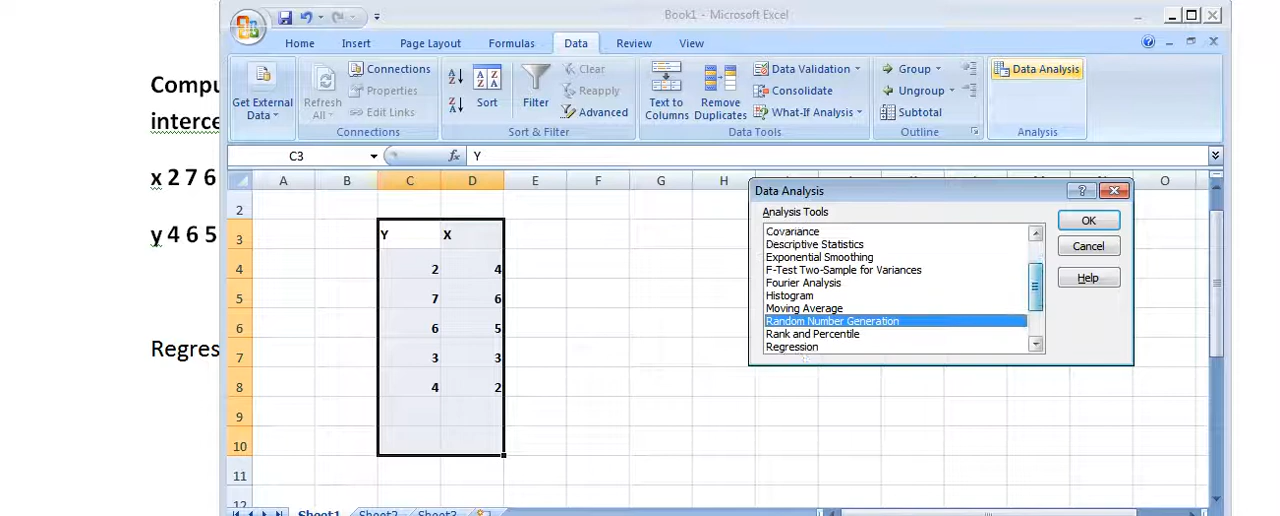 Book1 - Microsoft Excel
Home Insert Page Layout Formulas Data Review View
Get External Data
Refresh All
Connections
Properties
Edit Links
Connections
Sort
Filter
Clear
Reapply
Advanced
Sort & Filter
Text to Columns
Remove Duplicates
Data Validation
Consolidate
What-If Analysis
Data Tools
Group
Ungroup
Subtotal
Outline
Data Analysis
Analysis
C3 fx Y
A B C D E F G H O
2
3 Y X
4 2 4
5 7 6
6 6 5
7 3 3
8 4 2
9
10
11
12
Sheet1 Sheet2 Sheet3
Data Analysis
Analysis Tools
Covariance
Descriptive Statistics
Exponential Smoothing
F-Test Two-Sample for Variances
Fourier Analysis
Histogram
Moving Average
Random Number Generation
Rank and Percentile
Regression
OK
Cancel
Help
Compu
interce
x 2 7 6
y 4 6 5
Regres